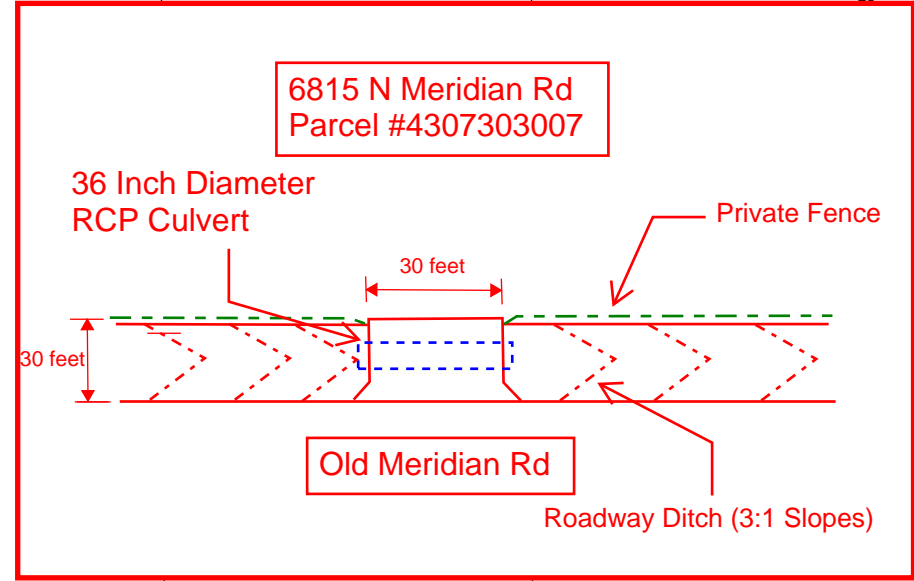 6815 N Meridian Rd
Parcel #4307303007
36 Inch Diameter
RCP Culvert
Private Fence
30 feet
30 feet
Old Meridian Rd
Roadway Ditch (3:1 Slopes)